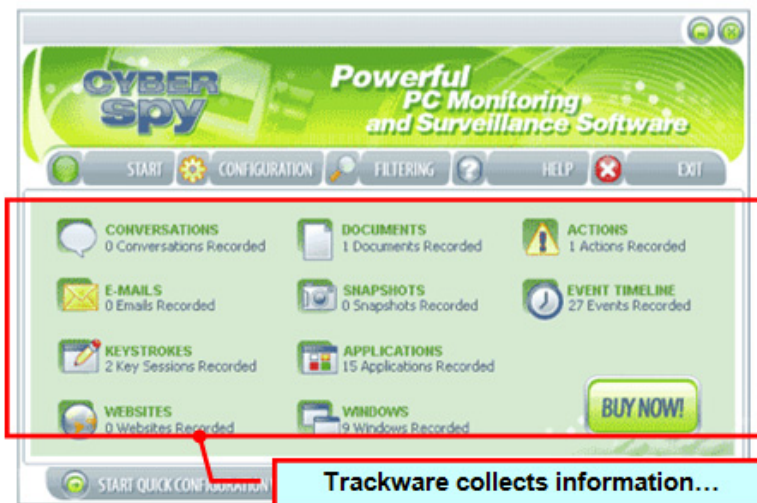 CYBER
Spy
Powerful
PC Monitoring
and Surveillance Software
START
CONFIGURATION
FILTERING
HELP
EXIT
CONVERSATIONS
0 Conversations Recorded
DOCUMENTS
1 Documents Recorded
ACTIONS
1 Actions Recorded
E-MAILS
0 Emails Recorded
SNAPSHOTS
0 Snapshots Recorded
EVENT TIMELINE
27 Events Recorded
KEYSTROKES
2 Key Sessions Recorded
APPLICATIONS
15 Applications Recorded
WEBSITES
0 Websites Recorded
WINDOWS
9 Windows Recorded
BUY NOW!
START QUICK CONFIGURATION
Trackware collects information…